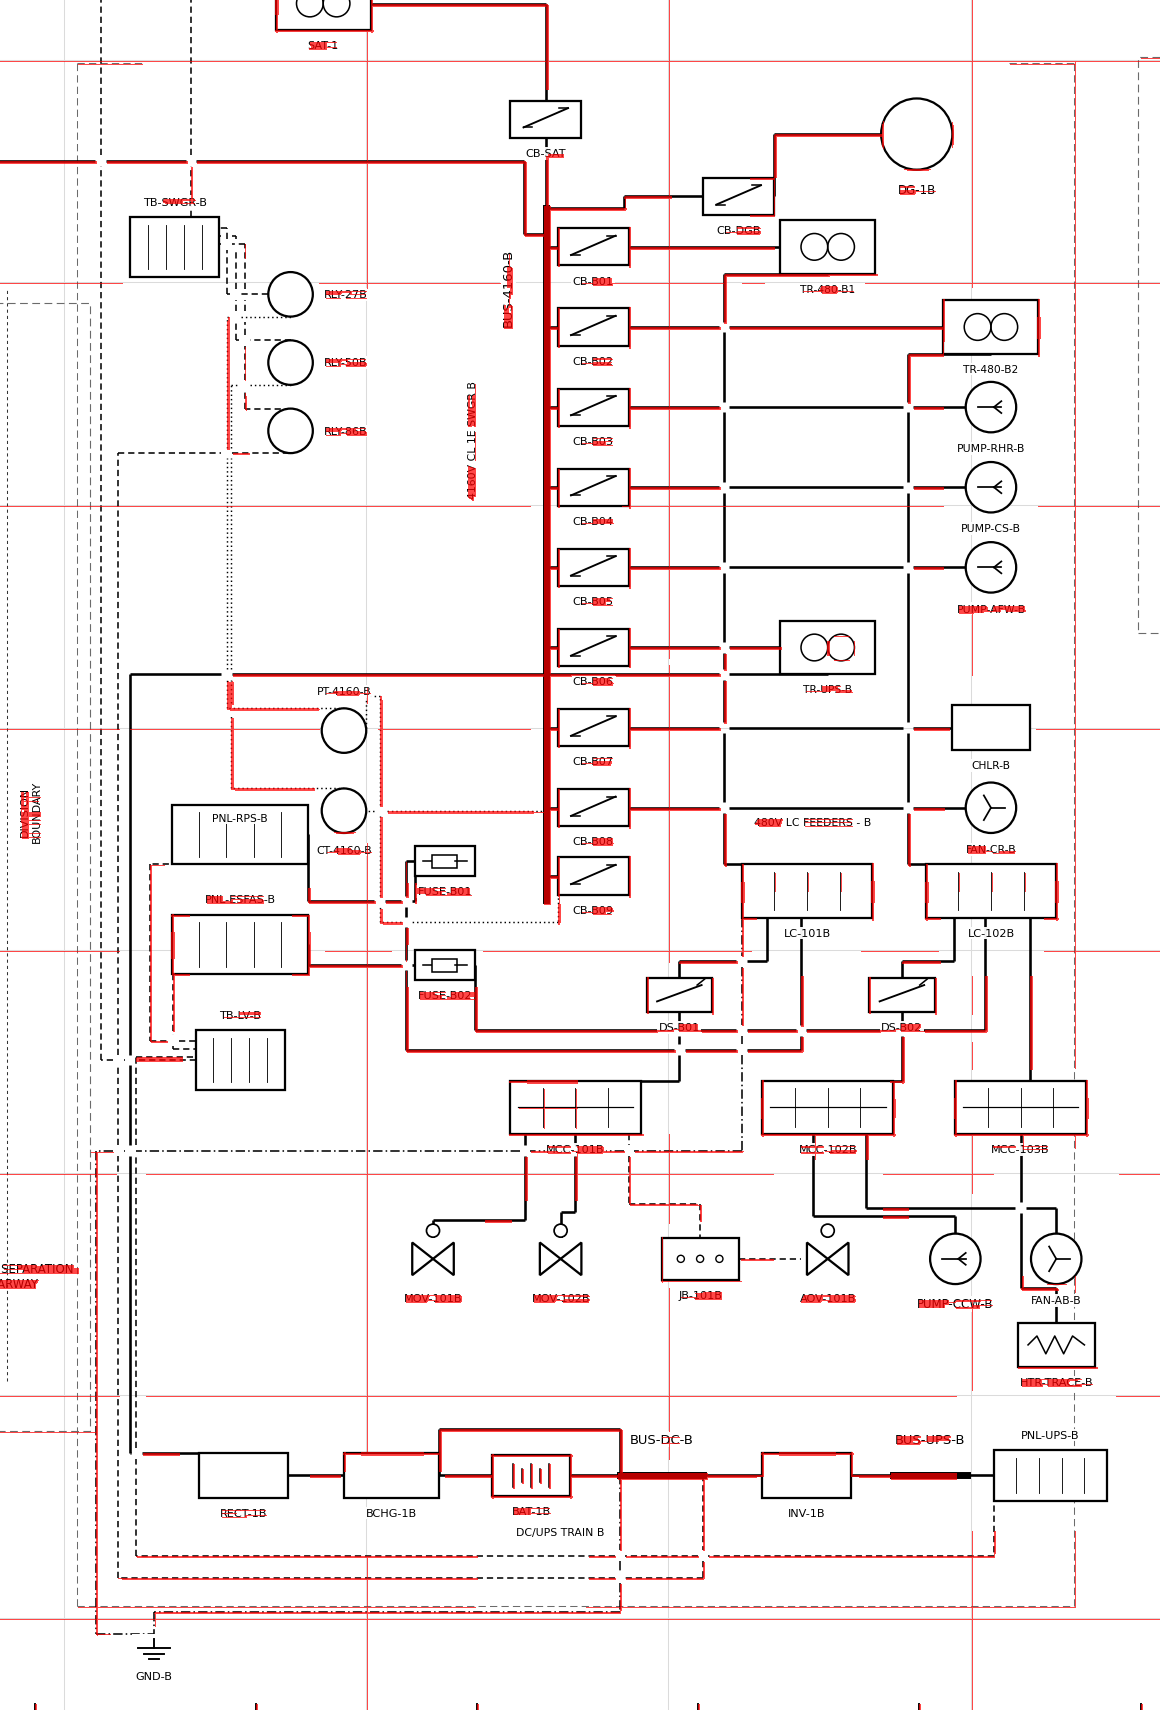 SAT-1
CB-SAT
DG-1B
TB-SWGR-B
CB-DGB
BUS-4160-B
CB-B01
TR-480-B1
RLY-27B
RLY-50B
CB-B02
TR-480-B2
4160V CL 1E SWGR B
RLY-86B
CB-B03
PUMP-RHR-B
CB-B04
PUMP-CS-B
CB-B05
PUMP-AFW-B
CB-B06
TR-UPS-B
PT-4160-B
CB-B07
CHLR-B
DIVISION
BOUNDARY
PNL-RPS-B
480V LC FEEDERS - B
CT-4160-B
CB-B08
FAN-CR-B
FUSE-B01
PNL-ESFAS-B
CB-B09
LC-101B
LC-102B
FUSE-B02
TB-LV-B
DS-B01
DS-B02
MCC-101B
MCC-102B
MCC-103B
SEPARATION
ARWAY
MOV-101B
MOV-102B
JB-101B
AOV-101B
PUMP-CCW-B
FAN-AB-B
HTR-TRACE-B
BUS-DC-B
BUS-UPS-B
PNL-UPS-B
RECT-1B
BCHG-1B
BAT-1B
INV-1B
DC/UPS TRAIN B
GND-B